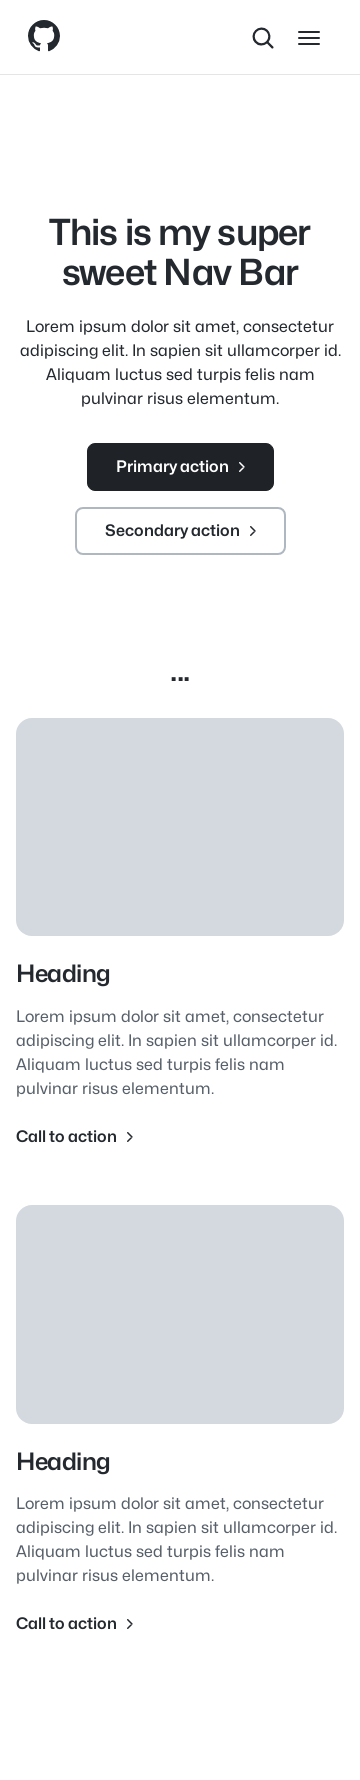 This is my super
sweet Nav Bar
Lorem ipsum dolor sit amet, consectetur
adipiscing elit. In sapien sit ullamcorper id.
Aliquam luctus sed turpis felis nam
pulvinar risus elementum.
Primary action
Secondary action
...
Heading
Lorem ipsum dolor sit amet, consectetur
adipiscing elit. In sapien sit ullamcorper id.
Aliquam luctus sed turpis felis nam
pulvinar risus elementum.
Call to action
Heading
Lorem ipsum dolor sit amet, consectetur
adipiscing elit. In sapien sit ullamcorper id.
Aliquam luctus sed turpis felis nam
pulvinar risus elementum.
Call to action